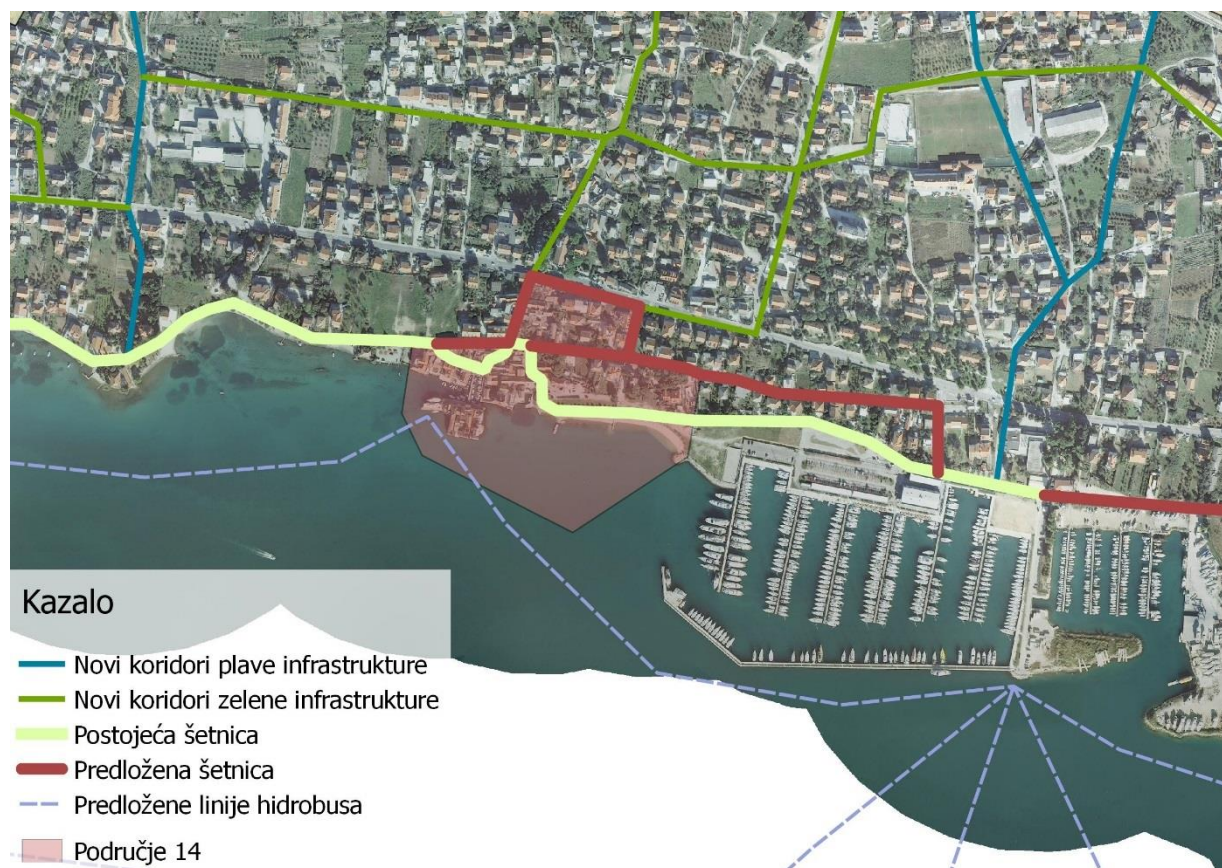 Kazalo
Novi koridori plave infrastrukture
Novi koridori zelene infrastrukture
Postojeća šetnica
Predložena šetnica
Predložene linije hidrobusa
Područje 14